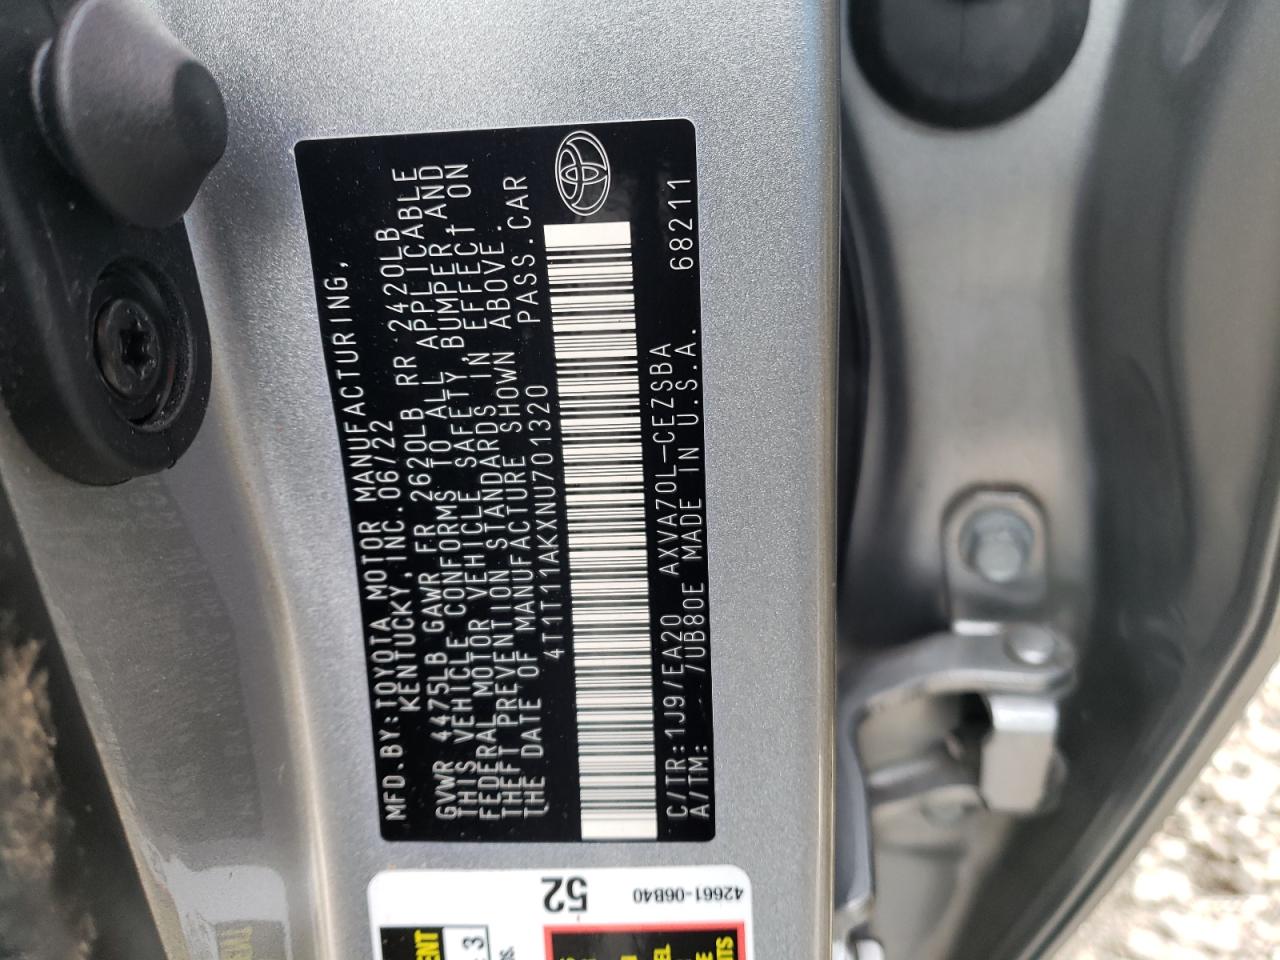 MFD.BY:TOYOTA MOTOR MANUFACTURING,
KENTUCKY, INC. 06/22
GVWR 4475LB GAWR FR 2620LB RR 2420LB
THIS VEHICLE CONFORMS TO ALL APPLICABLE
FEDERAL MOTOR VEHICLE SAFETY, BUMPER, AND
THEFT PREVENTION STANDARDS IN EFFECT ON
THE DATE OF MANUFACTURE SHOWN ABOVE.
4T1T11AKXNU701320 PASS.CAR
C/TR:1J9/EA20 AXVA70L-CEZSBA 68211
A/TM: 7UB80E MADE IN U.S.A.
52
42661-06B40
3